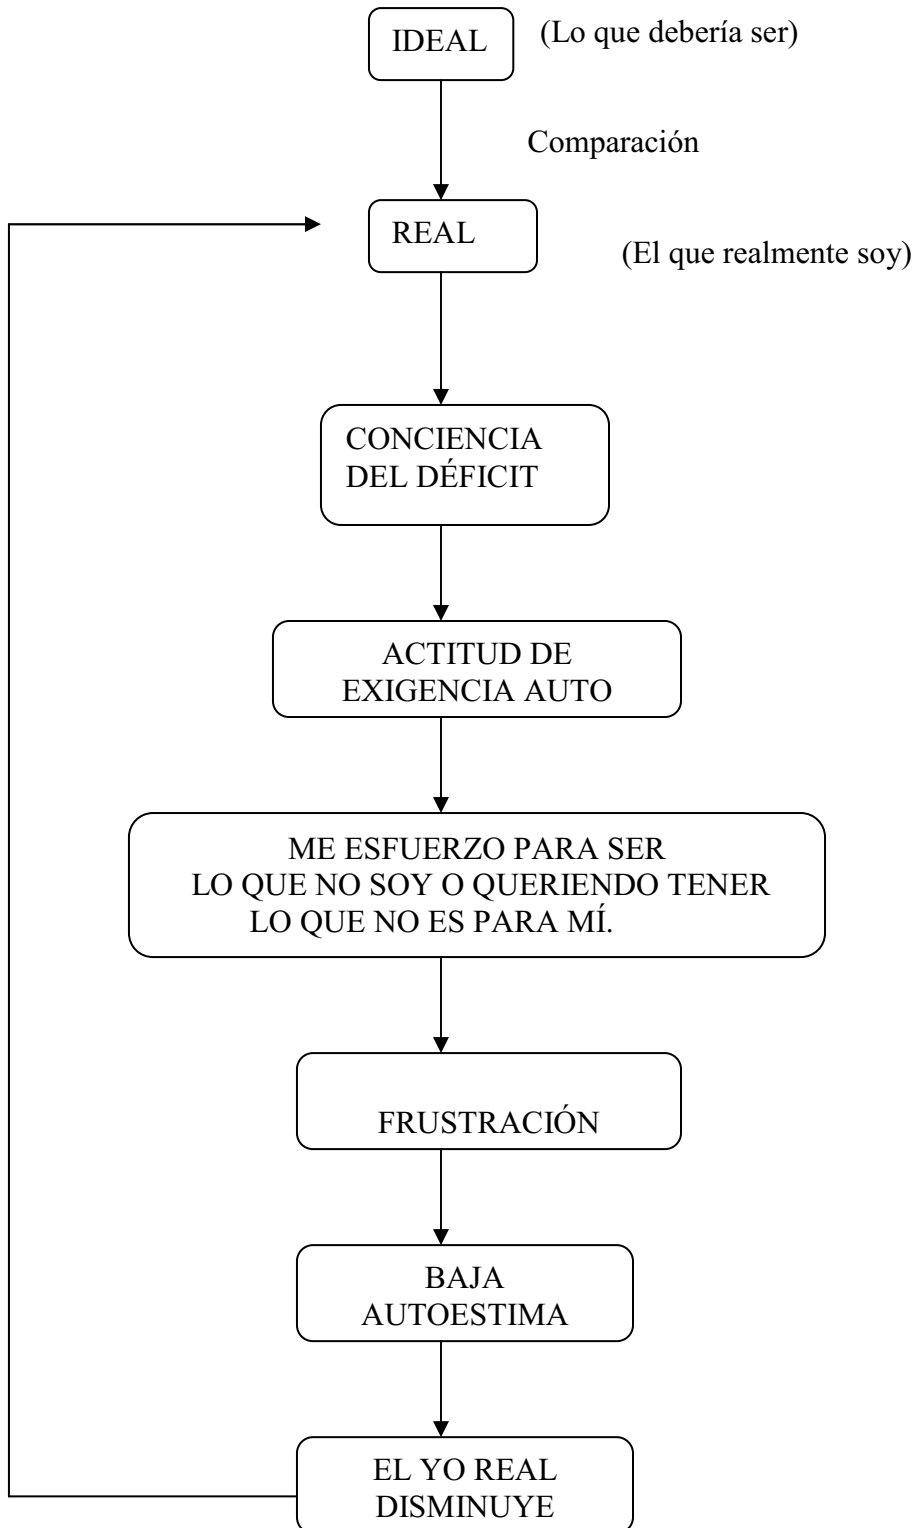 IDEAL
(Lo que debería ser)
Comparación
REAL
(El que realmente soy)
CONCIENCIA
DEL DÉFICIT
ACTITUD DE
EXIGENCIA AUTO
ME ESFUERZO PARA SER
LO QUE NO SOY O QUERIENDO TENER
LO QUE NO ES PARA MÍ.
FRUSTRACIÓN
BAJA
AUTOESTIMA
EL YO REAL
DISMINUYE